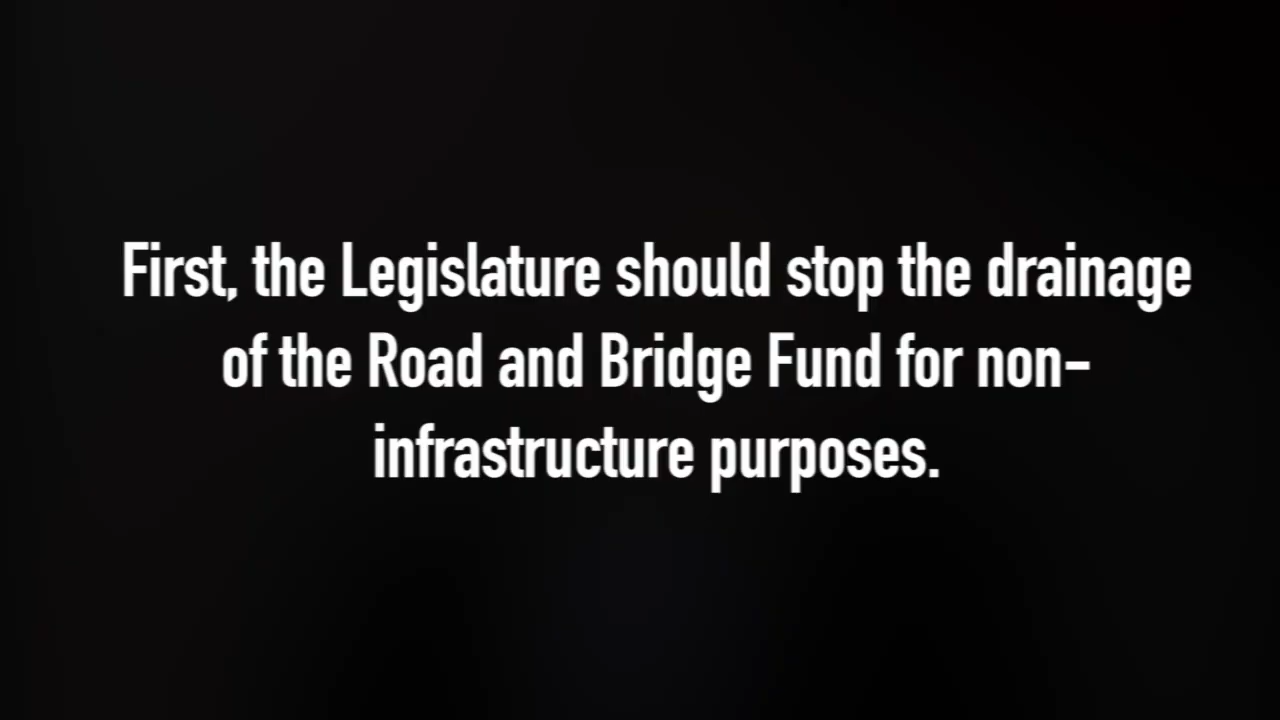 First, the Legislature should stop the drainage
of the Road and Bridge Fund for non-
infrastructure purposes.